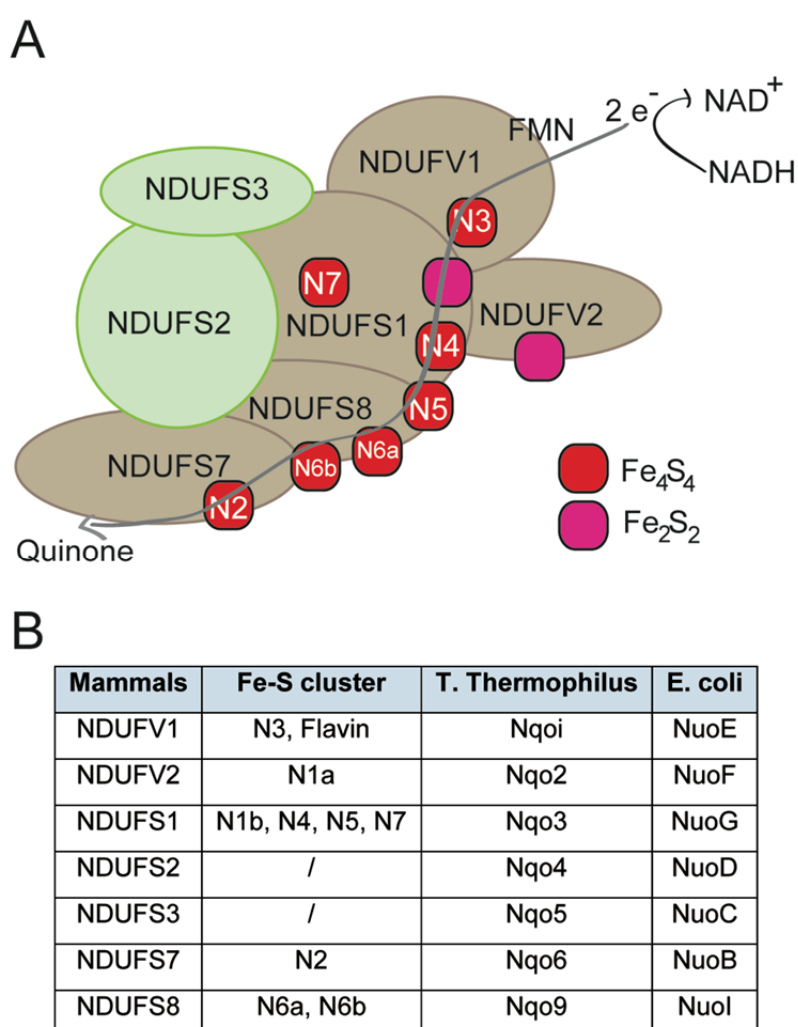 A
2 e-
NAD+
FMN
NDUFV1
NADH
NDUFS3
N3
N7
NDUFS2
NDUFS1
NDUFV2
N4
NDUFS8
N5
NDUFS7
N6b
N6a
Fe4S4
N2
Fe2S2
Quinone
B
Mammals Fe-S cluster T. Thermophilus E. coli
NDUFV1 N3, Flavin Nqoi NuoE
NDUFV2 N1a Nqo2 NuoF
NDUFS1 N1b, N4, N5, N7 Nqo3 NuoG
NDUFS2 / Nqo4 NuoD
NDUFS3 / Nqo5 NuoC
NDUFS7 N2 Nqo6 NuoB
NDUFS8 N6a, N6b Nqo9 NuoI